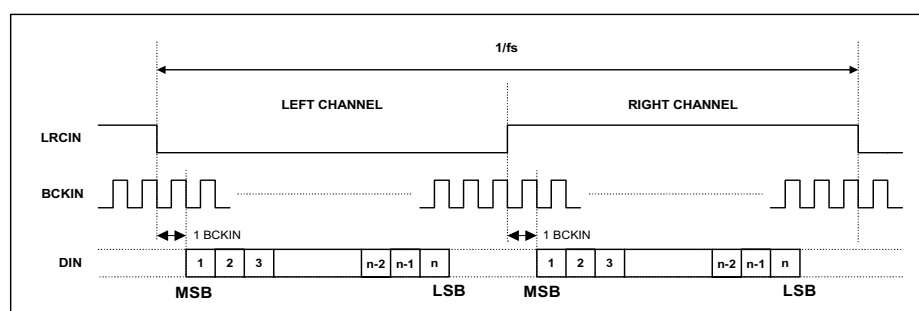 1/fs
LEFT CHANNEL RIGHT CHANNEL
LRCIN
BCKIN
1 BCKIN 1 BCKIN
DIN 1 2 3 n-2 n-1 n 1 2 3 n-2 n-1 n
MSB LSB MSB LSB